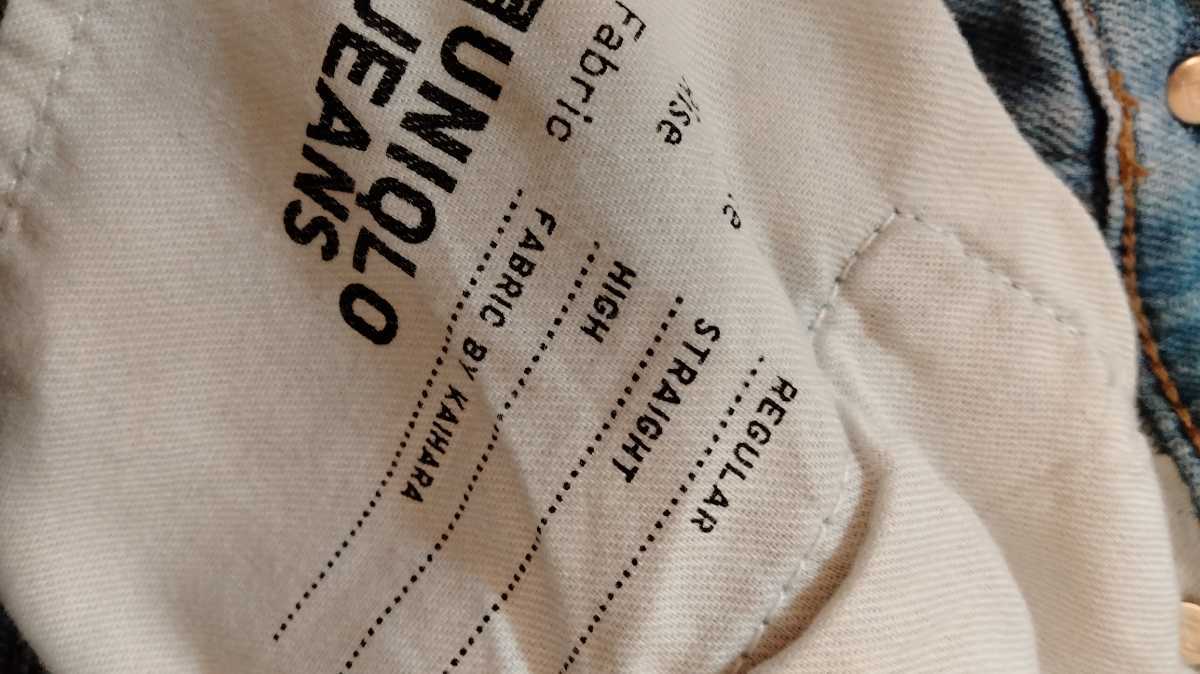 UNIQLO
JEANS
Fabric
FABRIC BY KAIHARA
HIGH
STRAIGHT
REGULAR